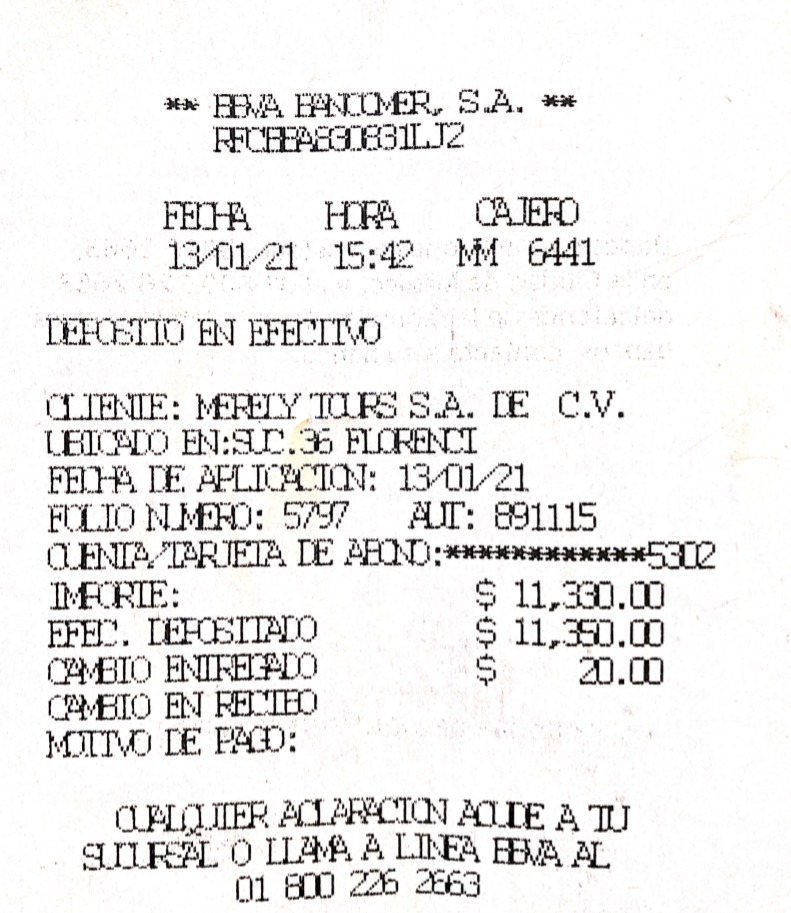 ** BBVA BANCOMER, S.A. **
RFC:BBA830831LJ2
FECHA HORA CAJERO
13/01/21 15:42 MM 6441
DEPOSITO EN EFECTIVO
CLIENTE: MERELY TOURS S.A. DE C.V.
UBICADO EN:SUC.36 FLORENCI
FECHA DE APLICACION: 13/01/21
FOLIO NUMERO: 5797 AUT: 891115
CUENTA/TARJETA DE ABONO:************5302
IMPORTE: $ 11,330.00
EFEC. DEPOSITADO $ 11,350.00
CAMBIO ENTREGADO $ 20.00
CAMBIO EN RECIBO
MOTIVO DE PAGO:
CUALQUIER ACLARACION ACUDE A TU
SUCURSAL O LLAMA A LINEA BBVA AL
01 800 226 2663